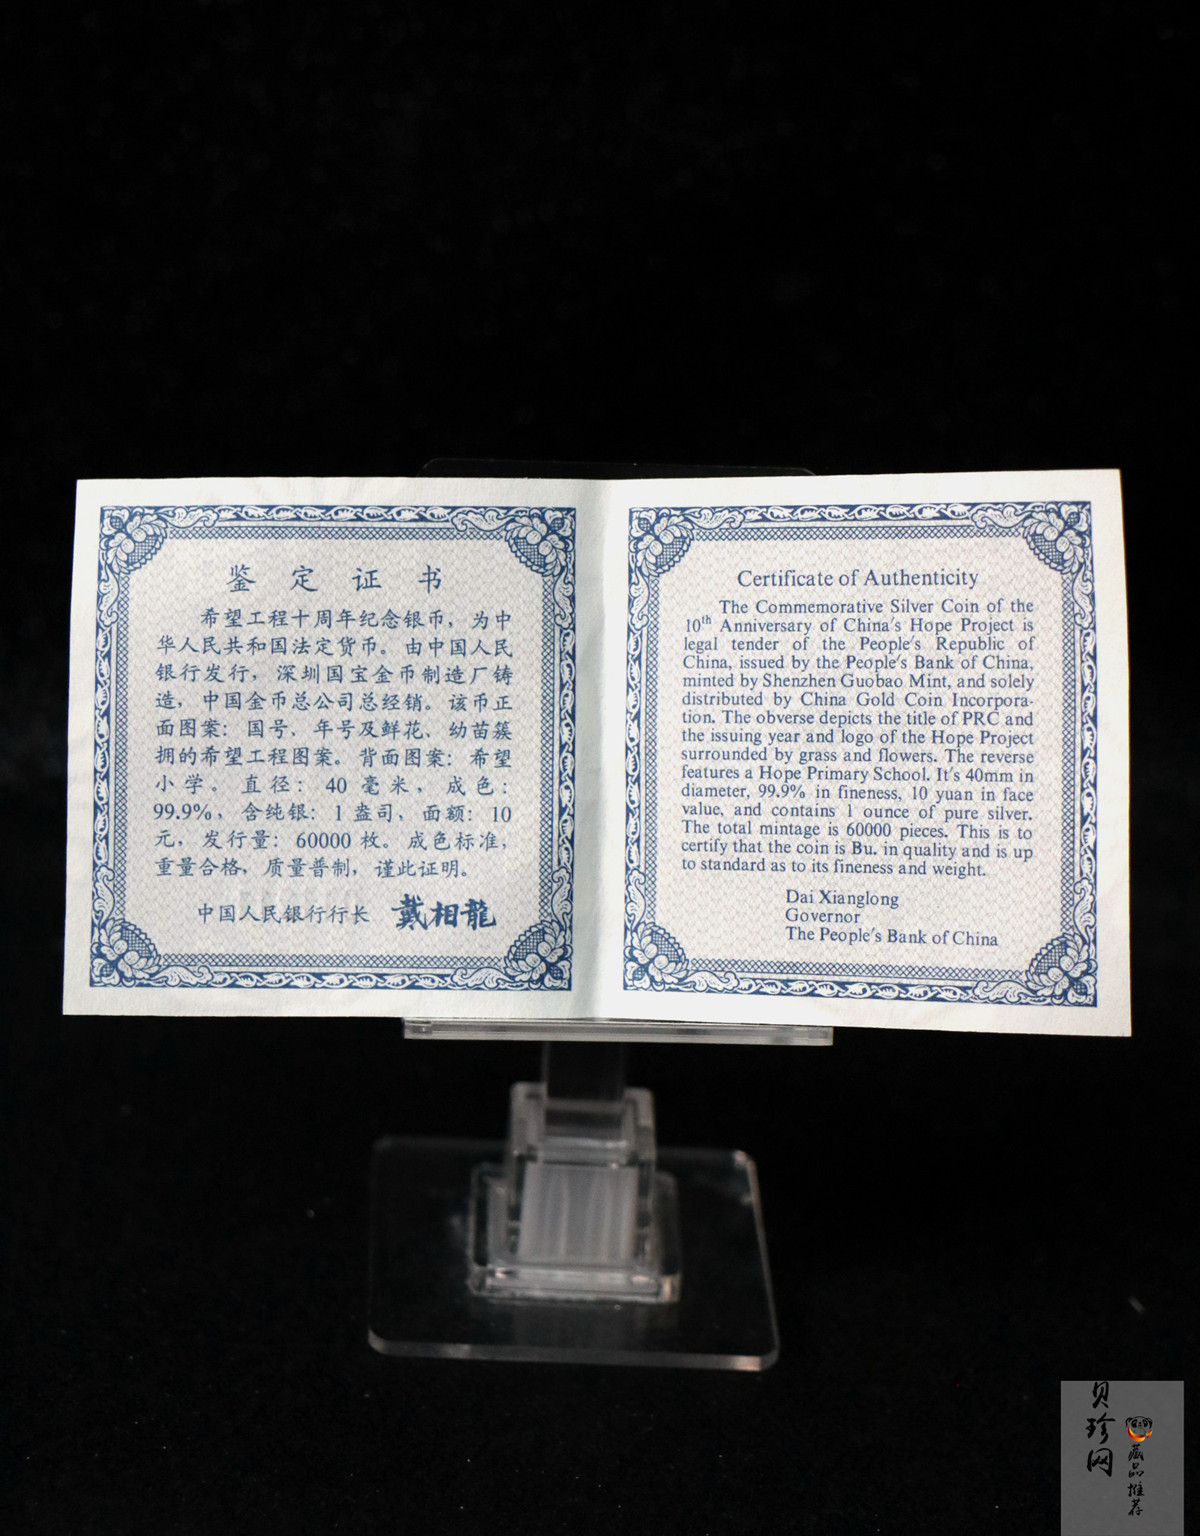 鉴定证书
希望工程十周年纪念银币，为中
华人民共和国法定货币。由中国人民
银行发行，深圳国宝金币制造厂铸
造，中国金币总公司总经销。该币正
面图案：国号、年号及鲜花、幼苗簇
拥的希望工程图案。背面图案：希望
小学。直径：40毫米，成色：
99.9%，含纯银：1盎司，面额：10
元，发行量：60000枚。成色标准，
重量合格，质量普制，谨此证明。
中国人民银行行长 戴相龍
Certificate of Authenticity
The Commemorative Silver Coin of the
10th Anniversary of China's Hope Project is
legal tender of the People's Republic of
China, issued by the People's Bank of China,
minted by Shenzhen Guobao Mint, and solely
distributed by China Gold Coin Incorpora-
tion. The obverse depicts the title of PRC and
the issuing year and logo of the Hope Project
surrounded by grass and flowers. The reverse
features a Hope Primary School. It's 40mm in
diameter, 99.9% in fineness, 10 yuan in face
value, and contains 1 ounce of pure silver.
The total mintage is 60000 pieces. This is to
certify that the coin is Bu. in quality and is up
to standard as to its fineness and weight.
Dai Xianglong
Governor
The People's Bank of China
贝珍网
藏品推荐